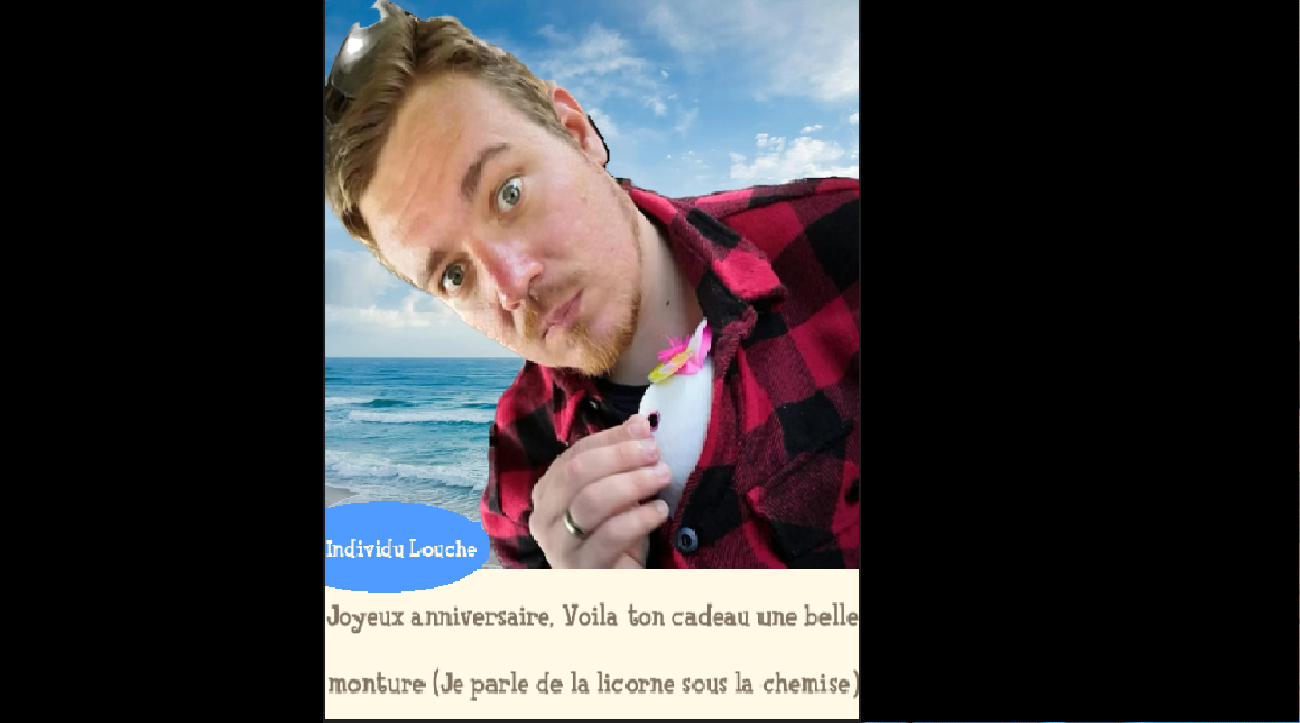 Individu Louche
Joyeux anniversaire, Voila ton cadeau une belle
monture (Je parle de la licorne sous la chemise)